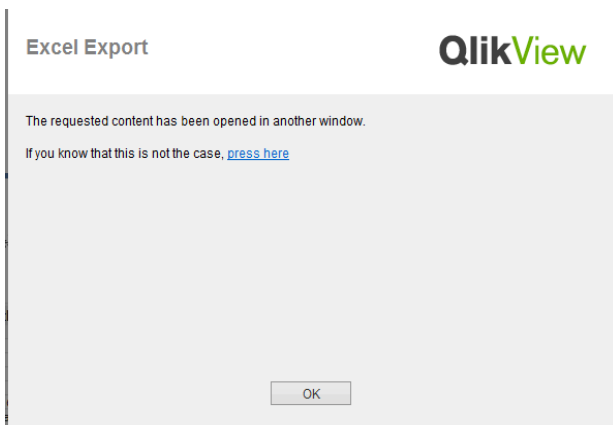 Excel Export
QlikView
The requested content has been opened in another window.
If you know that this is not the case, press here
OK